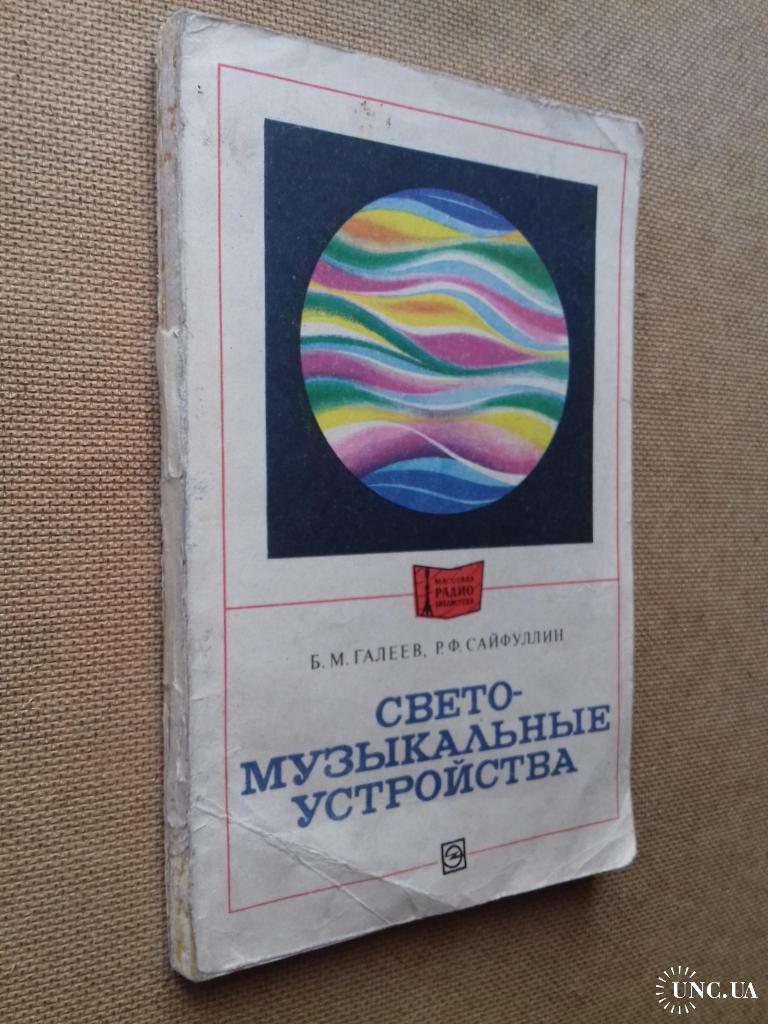 МАССОВАЯ
РАДИО
БИБЛИОТЕКА
Б. М. ГАЛЕЕВ, Р. Ф. САЙФУЛЛИН
СВЕТО-
МУЗЫКАЛЬНЫЕ
УСТРОЙСТВА
UNC.UA